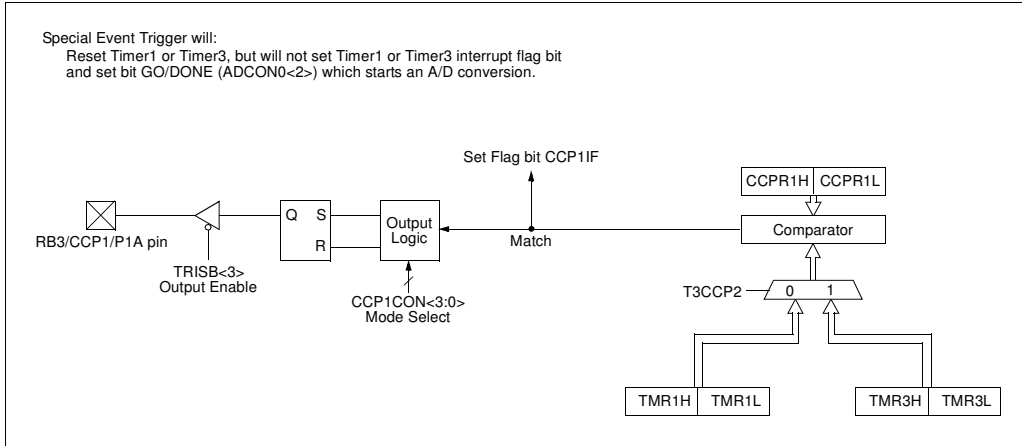 Special Event Trigger will:
Reset Timer1 or Timer3, but will not set Timer1 or Timer3 interrupt flag bit
and set bit GO/DONE (ADCON0<2>) which starts an A/D conversion.
Set Flag bit CCP1IF
CCPR1H CCPR1L
Q S
R
Output
Logic
Comparator
RB3/CCP1/P1A pin
Match
TRISB<3>
Output Enable
T3CCP2
0 1
CCP1CON<3:0>
Mode Select
TMR1H TMR1L
TMR3H TMR3L